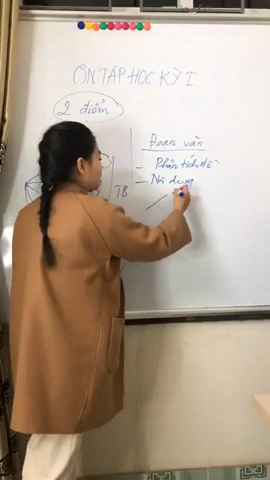 ÔN TẬP HỌC KỲ I
2 điểm
Đoạn văn
- Phân tích đề
- Nội dung
TB